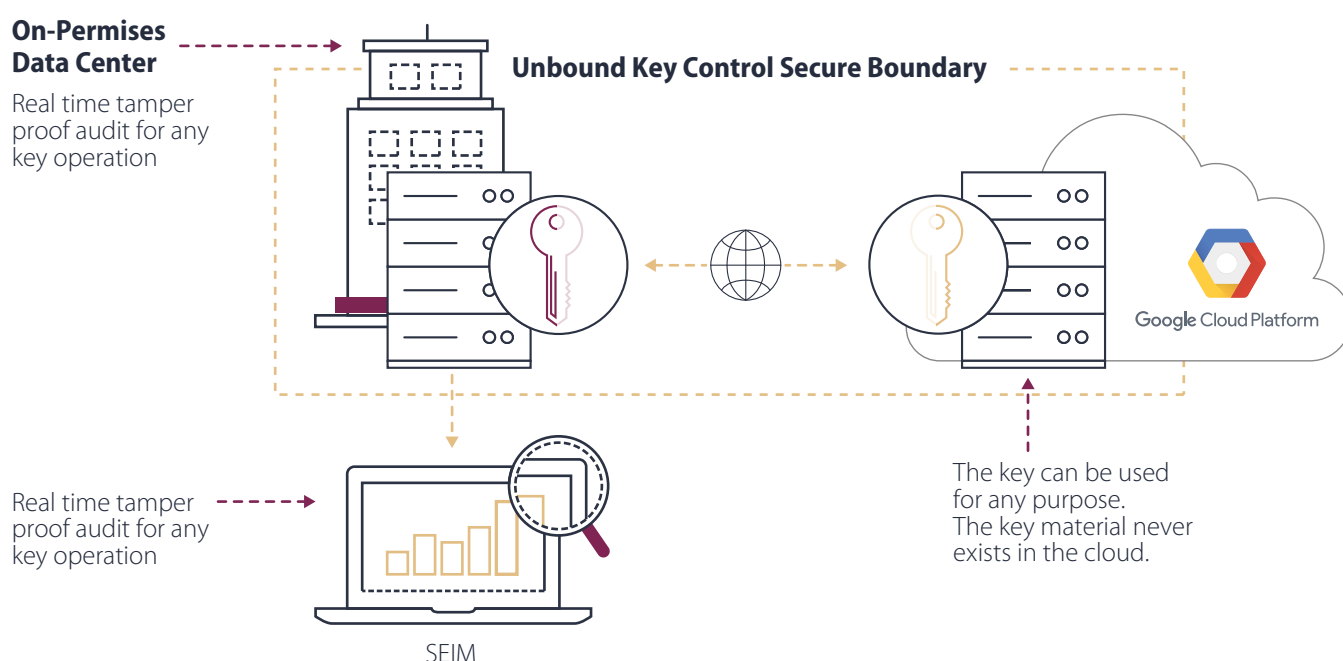 On-Permises
Data Center
Real time tamper
proof audit for any
key operation
Unbound Key Control Secure Boundary
Google Cloud Platform
Real time tamper
proof audit for any
key operation
The key can be used
for any purpose.
The key material never
exists in the cloud.
SEIM